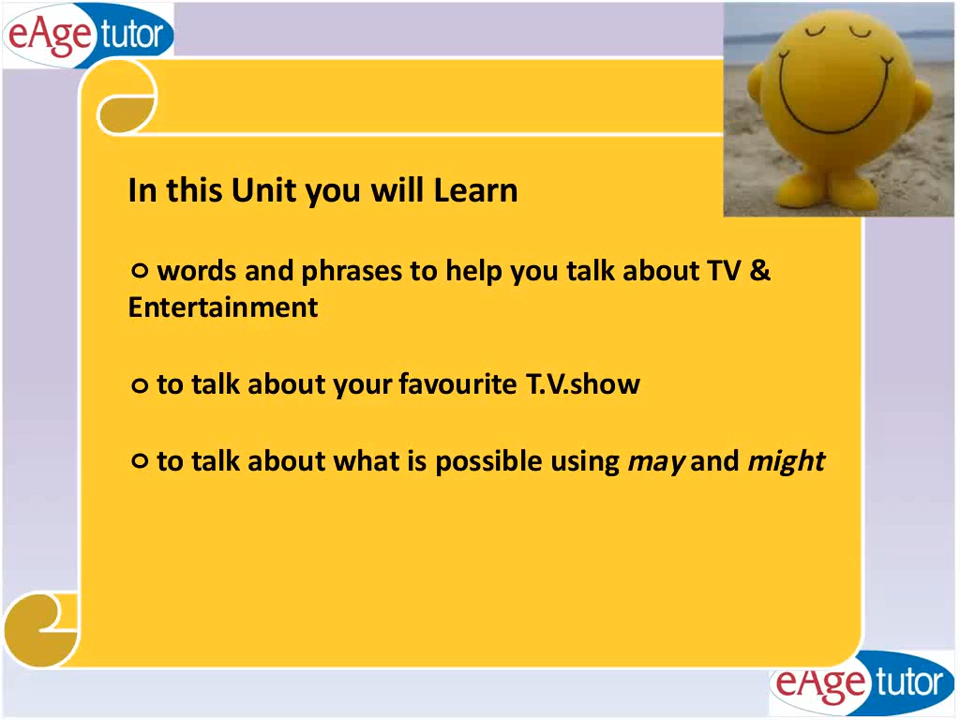 eAge tutor
In this Unit you will Learn
o words and phrases to help you talk about TV &
Entertainment
o to talk about your favourite T.V.show
o to talk about what is possible using may and might
eAge tutor